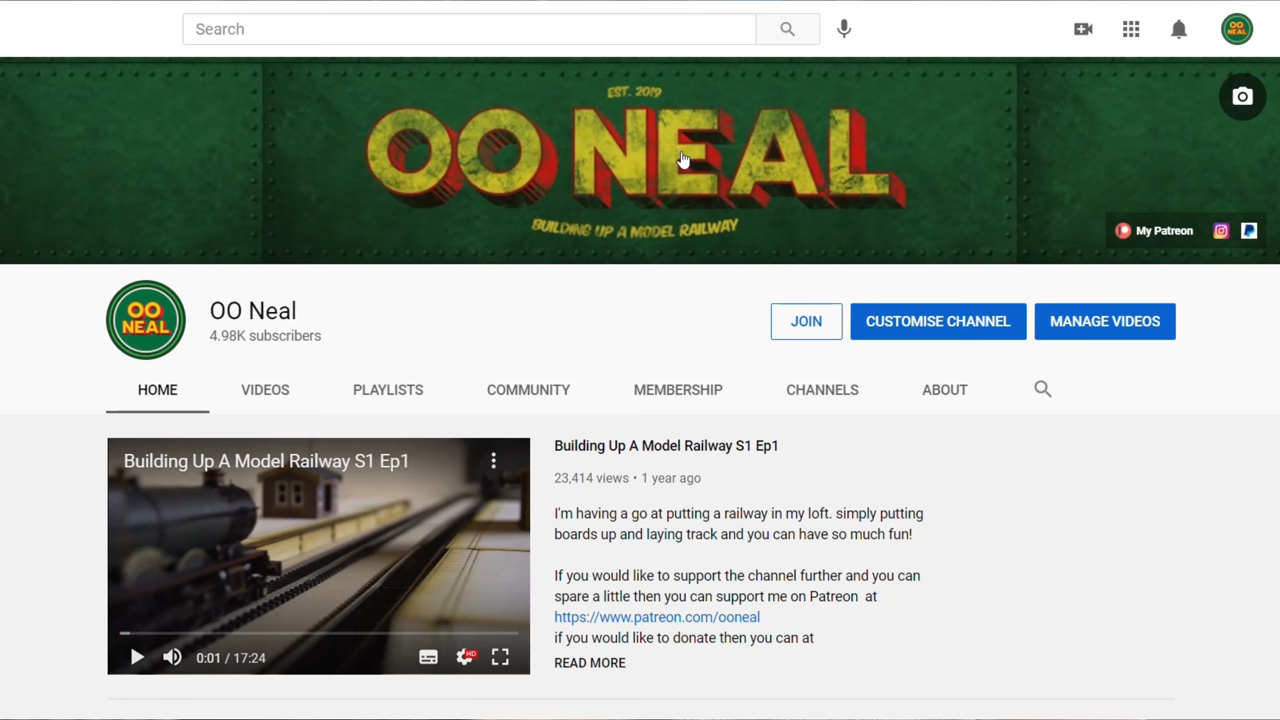 Search
OO
NEAL
EST. 2019
OO NEAL
BUILDING UP A MODEL RAILWAY
My Patreon
OO
NEAL
OO Neal
4.98K subscribers
JOIN
CUSTOMISE CHANNEL
MANAGE VIDEOS
HOME
VIDEOS
PLAYLISTS
COMMUNITY
MEMBERSHIP
CHANNELS
ABOUT
Building Up A Model Railway S1 Ep1
HD
0:01 / 17:24
Building Up A Model Railway S1 Ep1
23,414 views • 1 year ago
I'm having a go at putting a railway in my loft. simply putting
boards up and laying track and you can have so much fun!
If you would like to support the channel further and you can
spare a little then you can support me on Patreon  at
https://www.patreon.com/ooneal
if you would like to donate then you can at
READ MORE